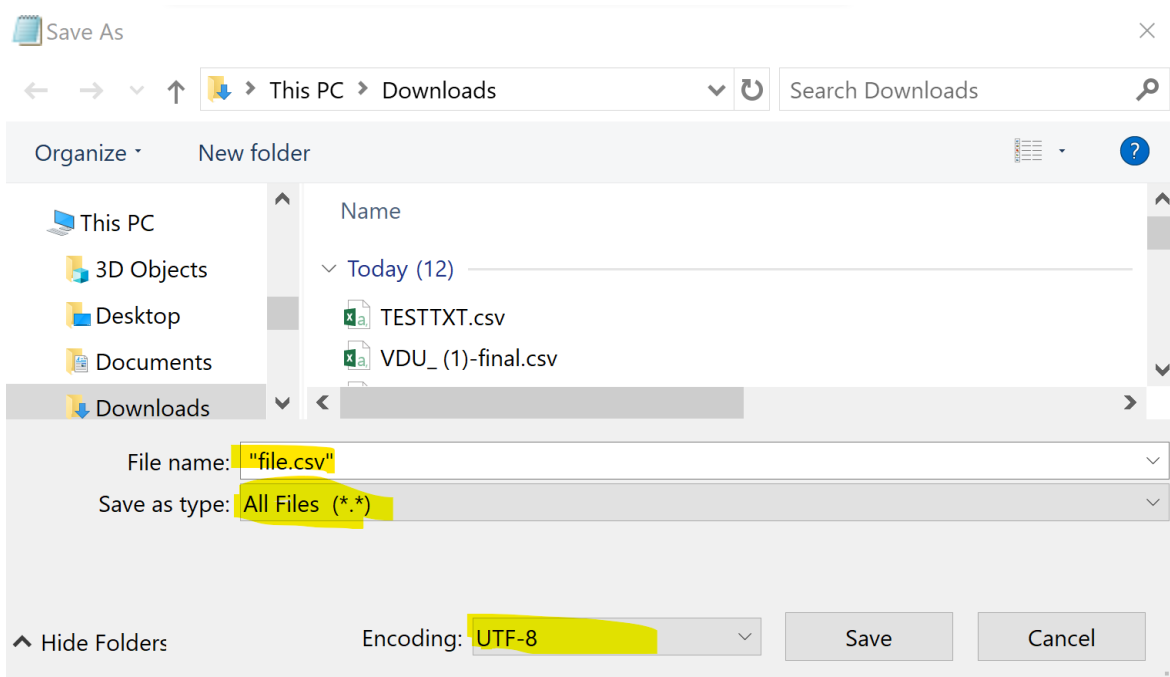 Save As
This PC > Downloads
Search Downloads
Organize
New folder
?
This PC
3D Objects
Desktop
Documents
Downloads
Name
Today (12)
TESTTXT.csv
VDU_ (1)-final.csv
File name: "file.csv"
Save as type: All Files (*.*)
Hide Folders
Encoding: UTF-8
Save
Cancel